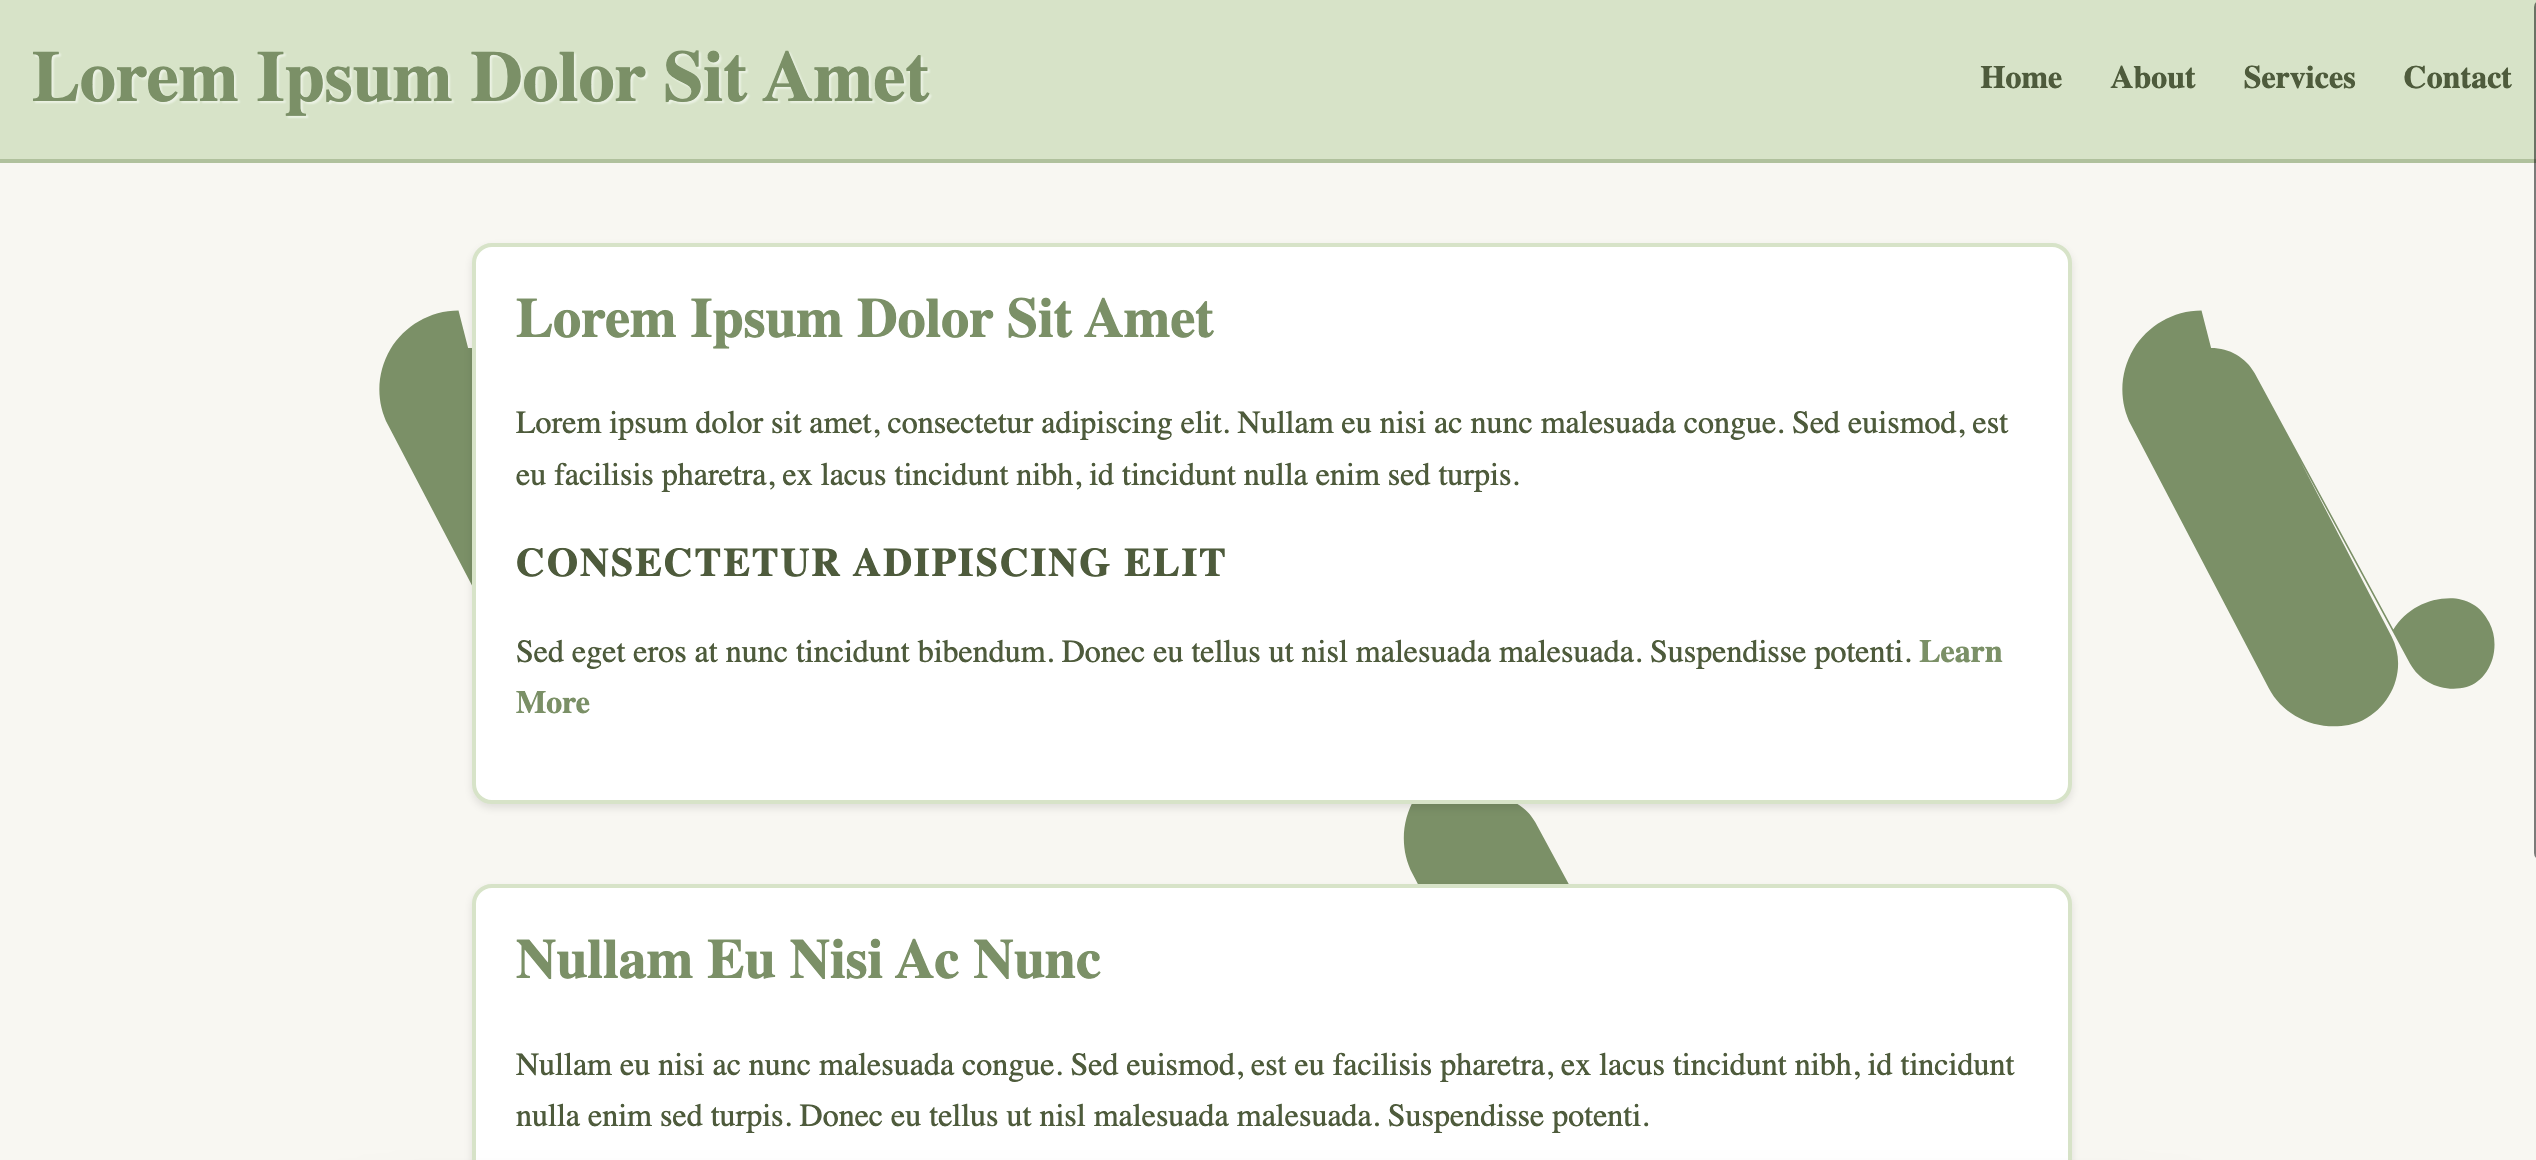 Lorem Ipsum Dolor Sit Amet
Home About Services Contact
Lorem Ipsum Dolor Sit Amet
Lorem ipsum dolor sit amet, consectetur adipiscing elit. Nullam eu nisi ac nunc malesuada congue. Sed euismod, est
eu facilisis pharetra, ex lacus tincidunt nibh, id tincidunt nulla enim sed turpis.
CONSECTETUR ADIPISCING ELIT
Sed eget eros at nunc tincidunt bibendum. Donec eu tellus ut nisl malesuada malesuada. Suspendisse potenti. Learn
More
Nullam Eu Nisi Ac Nunc
Nullam eu nisi ac nunc malesuada congue. Sed euismod, est eu facilisis pharetra, ex lacus tincidunt nibh, id tincidunt
nulla enim sed turpis. Donec eu tellus ut nisl malesuada malesuada. Suspendisse potenti.